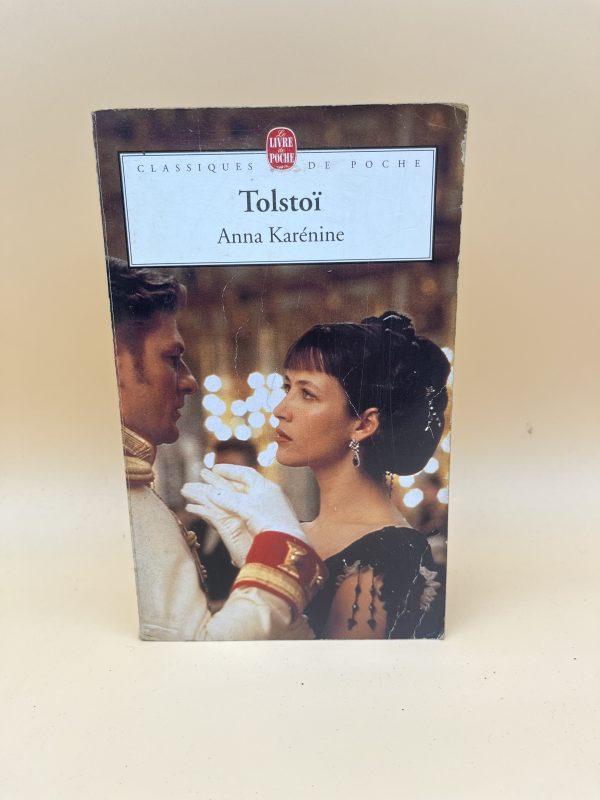 Le
LIVRE
de
POCHE
CLASSIQUES DE POCHE
Tolstoï
Anna Karénine